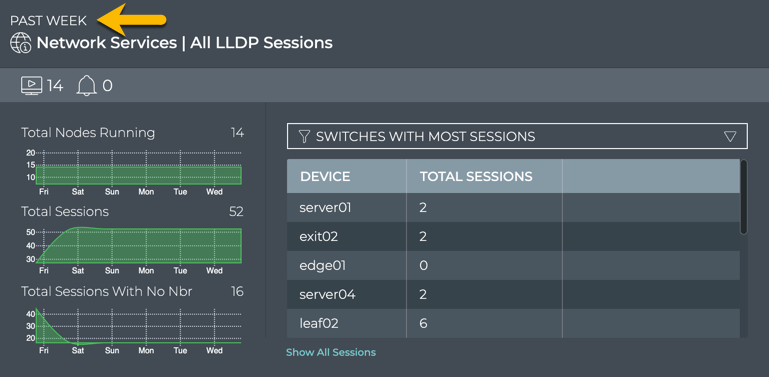 PAST WEEK
Network Services | All LLDP Sessions
14 0
Total Nodes Running 14
20
15
10
Fri Sat Sun Mon Tue Wed
Total Sessions 52
50
40
30
Fri Sat Sun Mon Tue Wed
Total Sessions With No Nbr 16
40
30
20
Fri Sat Sun Mon Tue Wed
SWITCHES WITH MOST SESSIONS
DEVICE TOTAL SESSIONS
server01 2
exit02 2
edge01 0
server04 2
leaf02 6
Show All Sessions